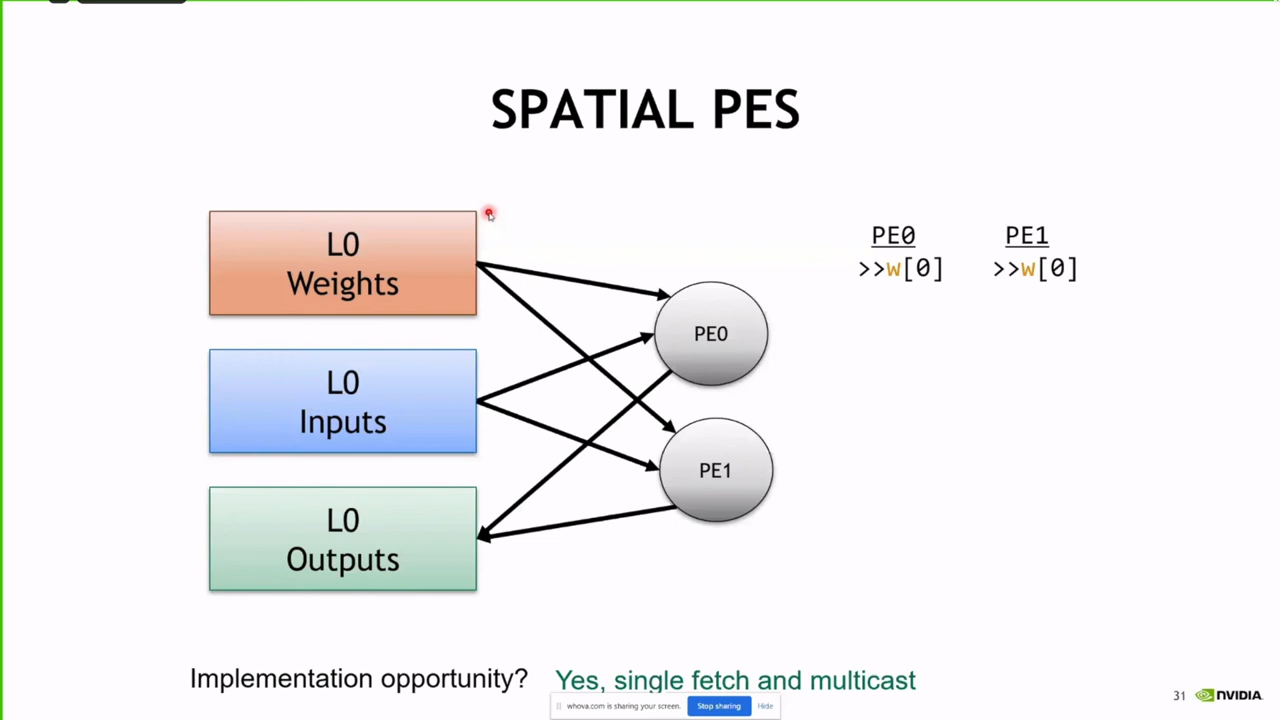 SPATIAL PES
L0
Weights
L0
Inputs
L0
Outputs
PE0
PE1
PE0 PE1
>>w[0] >>w[0]
Implementation opportunity? Yes, single fetch and multicast
whova.com is sharing your screen. Stop sharing Hide
31 NVIDIA.